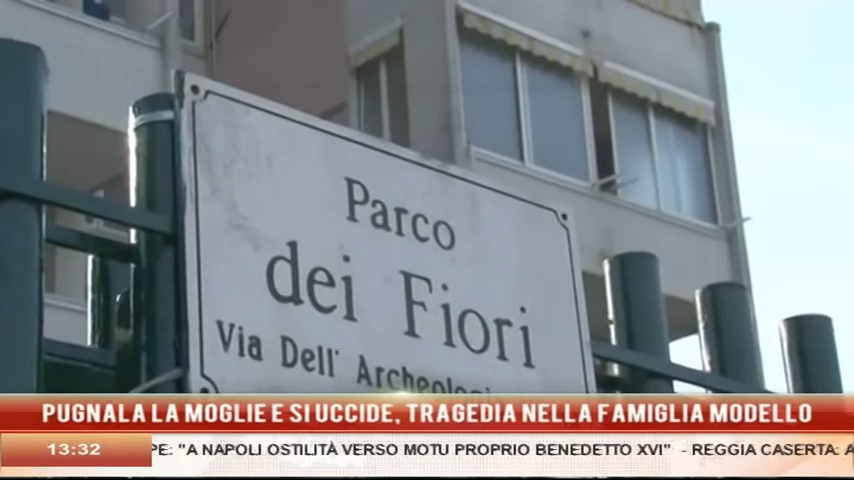 Parco
dei Fiori
Via Dell' Archeologia
PUGNALA LA MOGLIE E SI UCCIDE, TRAGEDIA NELLA FAMIGLIA MODELLO
13:32 PE: "A NAPOLI OSTILITÀ VERSO MOTU PROPRIO BENEDETTO XVI" - REGGIA CASERTA: A